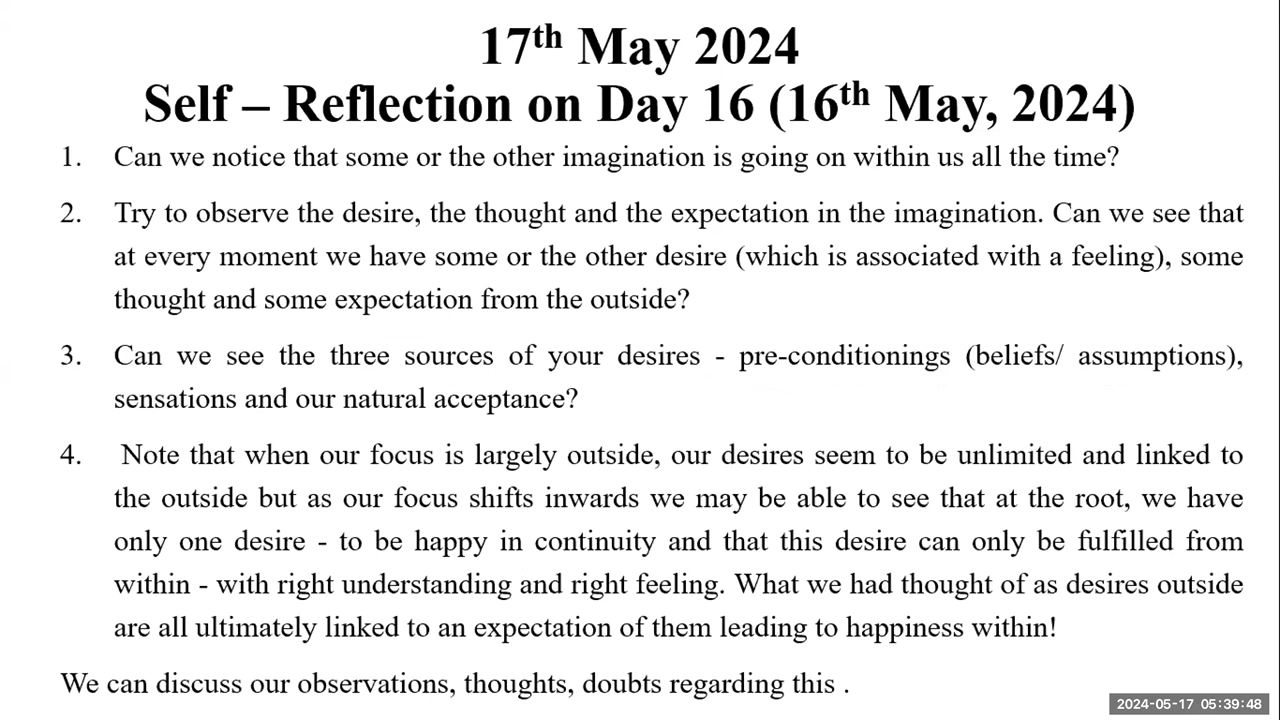 17th May 2024
Self – Reflection on Day 16 (16th May, 2024)
1. Can we notice that some or the other imagination is going on within us all the time?
2. Try to observe the desire, the thought and the expectation in the imagination. Can we see that
at every moment we have some or the other desire (which is associated with a feeling), some
thought and some expectation from the outside?
3. Can we see the three sources of your desires - pre-conditionings (beliefs/ assumptions),
sensations and our natural acceptance?
4. Note that when our focus is largely outside, our desires seem to be unlimited and linked to
the outside but as our focus shifts inwards we may be able to see that at the root, we have
only one desire - to be happy in continuity and that this desire can only be fulfilled from
within - with right understanding and right feeling. What we had thought of as desires outside
are all ultimately linked to an expectation of them leading to happiness within!
We can discuss our observations, thoughts, doubts regarding this .
2024-05-17 05:39:48